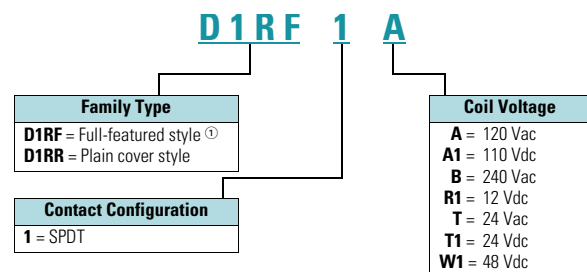 D1RF 1 A
Family Type
D1RF = Full-featured style ①
D1RR = Plain cover style
Contact Configuration
1 = SPDT
Coil Voltage
A = 120 Vac
A1 = 110 Vdc
B = 240 Vac
R1 = 12 Vdc
T = 24 Vac
T1 = 24 Vdc
W1 = 48 Vdc